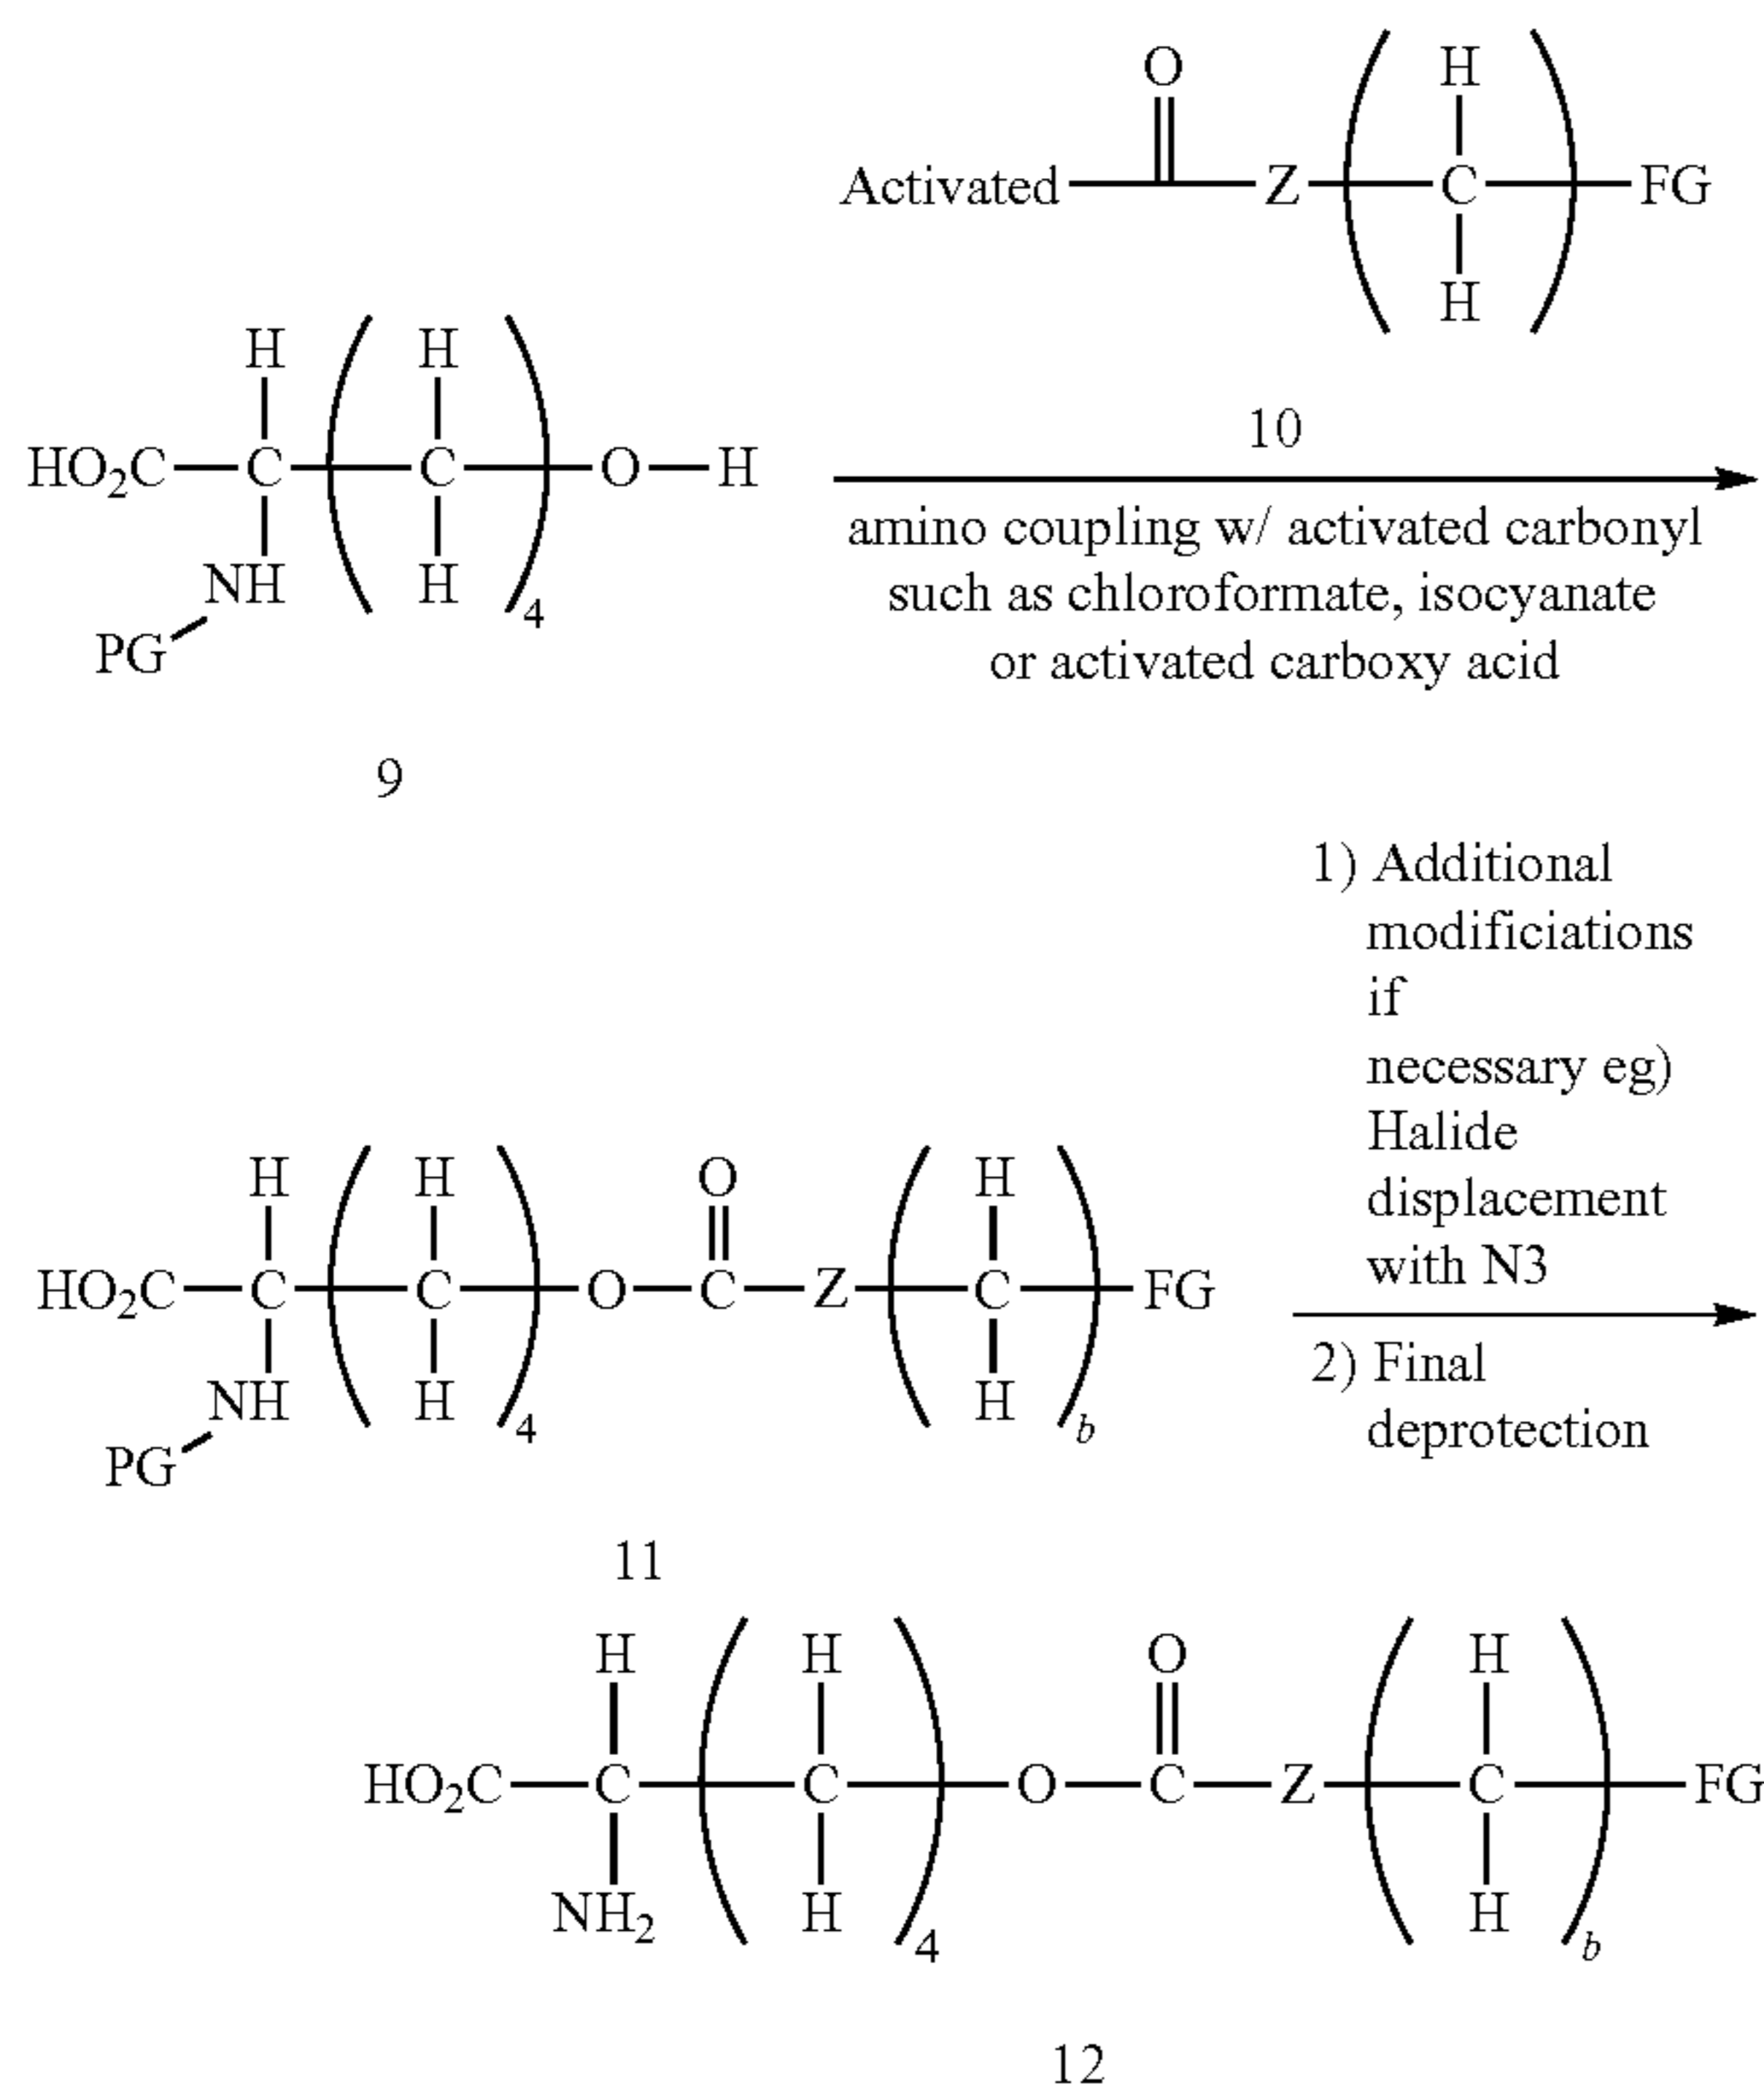 O H
Activated Z C FG
H
10
H H
HO2C C C O H
NH H 4
PG
amino coupling w/ activated carbonyl
such as chloroformate, isocyanate
or activated carboxy acid
9
1) Additional
modificiations
if
necessary eg)
Halide
displacement
with N3
2) Final
deprotection
H H O H
HO2C C C O C Z C FG
NH H 4 H b
PG
11
H H O H
HO2C C C O C Z C FG
NH2 H 4 H b
12